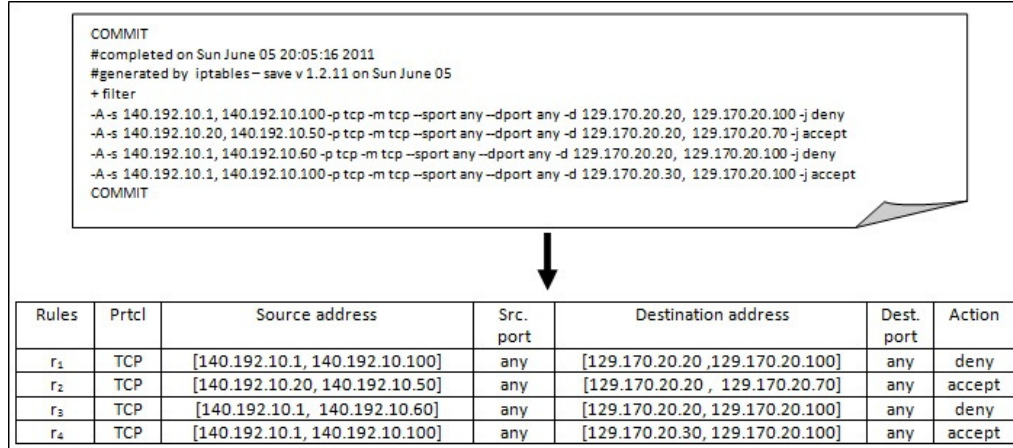 COMMIT
#completed on Sun June 05 20:05:16 2011
#generated by iptables – save v 1.2.11 on Sun June 05
+ filter
-A -s 140.192.10.1, 140.192.10.100 -p tcp -m tcp --sport any --dport any -d 129.170.20.20, 129.170.20.100 -j deny
-A -s 140.192.10.20, 140.192.10.50 -p tcp -m tcp --sport any --dport any -d 129.170.20.20, 129.170.20.70 -j accept
-A -s 140.192.10.1, 140.192.10.60 -p tcp -m tcp --sport any --dport any -d 129.170.20.20, 129.170.20.100 -j deny
-A -s 140.192.10.1, 140.192.10.100 -p tcp -m tcp --sport any --dport any -d 129.170.20.30, 129.170.20.100 -j accept
COMMIT
Rules Prtcl Source address Src. port Destination address Dest. port Action
r₁ TCP [140.192.10.1, 140.192.10.100] any [129.170.20.20 ,129.170.20.100] any deny
r₂ TCP [140.192.10.20, 140.192.10.50] any [129.170.20.20 , 129.170.20.70] any accept
r₃ TCP [140.192.10.1, 140.192.10.60] any [129.170.20.20, 129.170.20.100] any deny
r₄ TCP [140.192.10.1, 140.192.10.100] any [129.170.20.30, 129.170.20.100] any accept